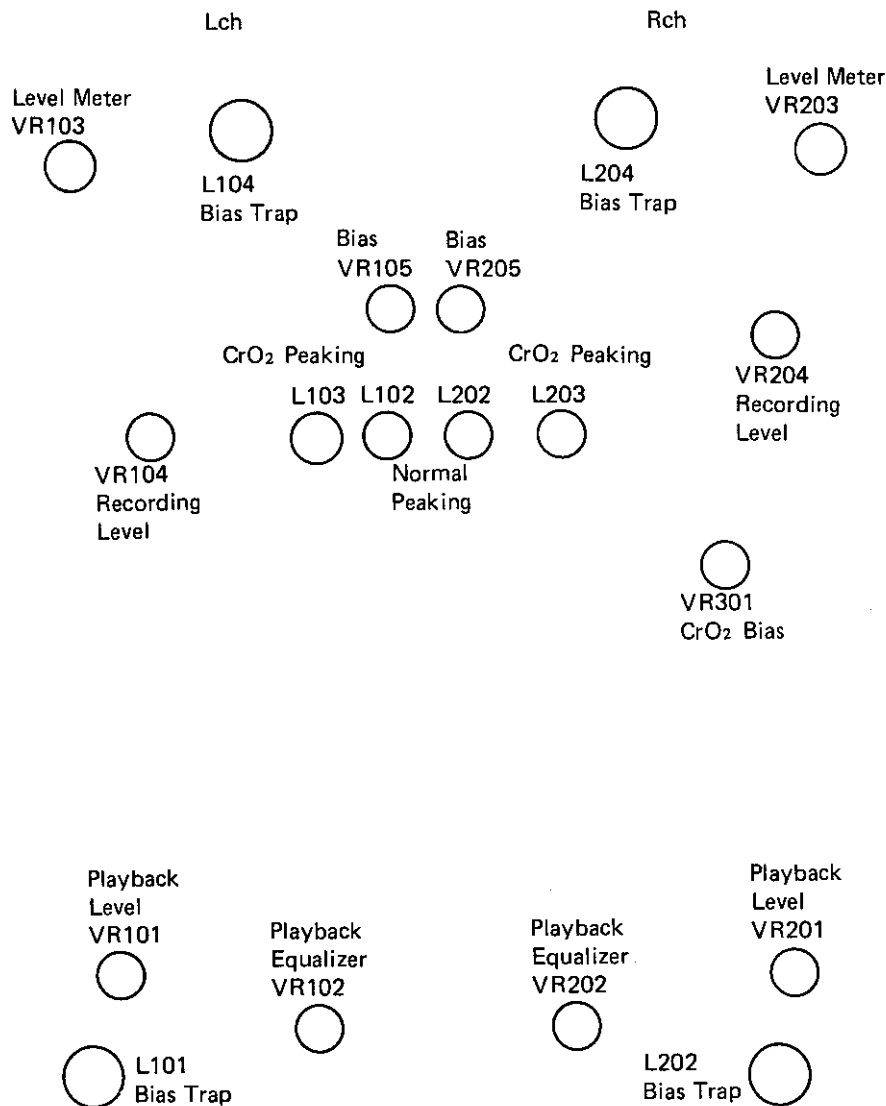 Lch
Rch
Level Meter
VR103
Level Meter
VR203
L104
Bias Trap
L204
Bias Trap
Bias
VR105
Bias
VR205
CrO₂ Peaking
CrO₂ Peaking
L103
L102
L202
L203
Normal
Peaking
VR104
Recording
Level
VR204
Recording
Level
VR301
CrO₂ Bias
Playback
Level
VR101
Playback
Equalizer
VR102
Playback
Equalizer
VR202
Playback
Level
VR201
L101
Bias Trap
L202
Bias Trap